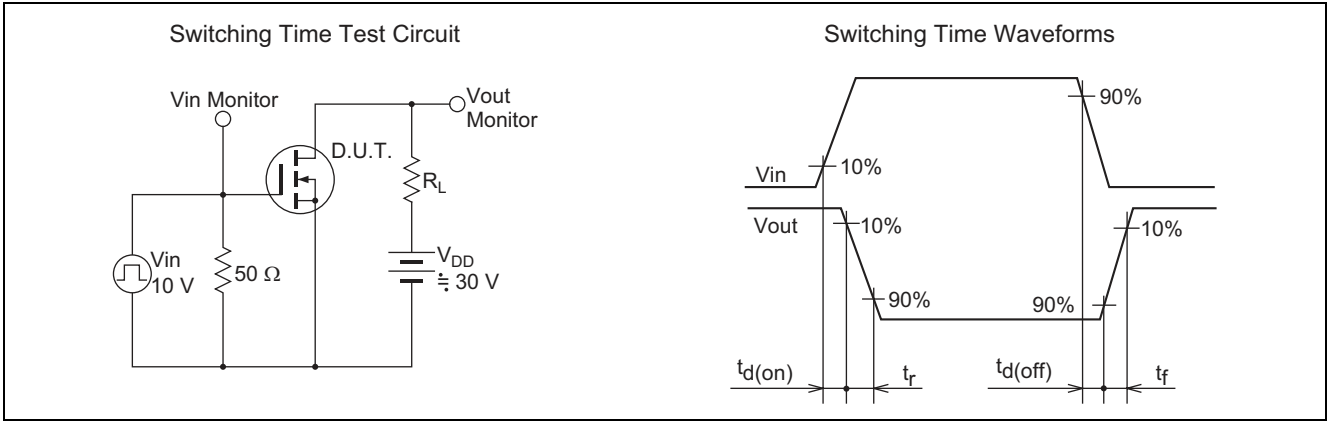 Switching Time Test Circuit
Vin Monitor
Vout
Monitor
D.U.T.
RL
Vin
10 V
50 Ω
VDD
≒ 30 V
Switching Time Waveforms
90%
10%
Vin
Vout
10%
10%
90%
90%
td(on)
tr
td(off)
tf